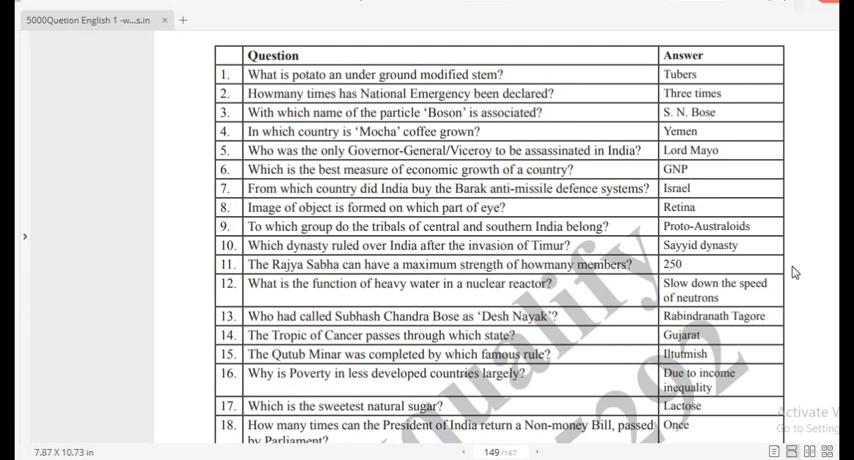 5000Quetion English 1 -w...s.in × +
Question Answer
1. What is potato an under ground modified stem? Tubers
2. Howmany times has National Emergency been declared? Three times
3. With which name of the particle ‘Boson’ is associated? S. N. Bose
4. In which country is ‘Mocha’ coffee grown? Yemen
5. Who was the only Governor-General/Viceroy to be assassinated in India? Lord Mayo
6. Which is the best measure of economic growth of a country? GNP
7. From which country did India buy the Barak anti-missile defence systems? Israel
8. Image of object is formed on which part of eye? Retina
9. To which group do the tribals of central and southern India belong? Proto-Australoids
10. Which dynasty ruled over India after the invasion of Timur? Sayyid dynasty
11. The Rajya Sabha can have a maximum strength of howmany members? 250
12. What is the function of heavy water in a nuclear reactor? Slow down the speed
of neutrons
13. Who had called Subhash Chandra Bose as ‘Desh Nayak’? Rabindranath Tagore
14. The Tropic of Cancer passes through which state? Gujarat
15. The Qutub Minar was completed by which famous rule? Iltutmish
16. Why is Poverty in less developed countries largely? Due to income
inequality
17. Which is the sweetest natural sugar? Lactose
18. How many times can the President of India return a Non-money Bill, passed Once
by Parliament?
qualify
292
Activate
Go to Setting
7.87 X 10.73 in
149 /167